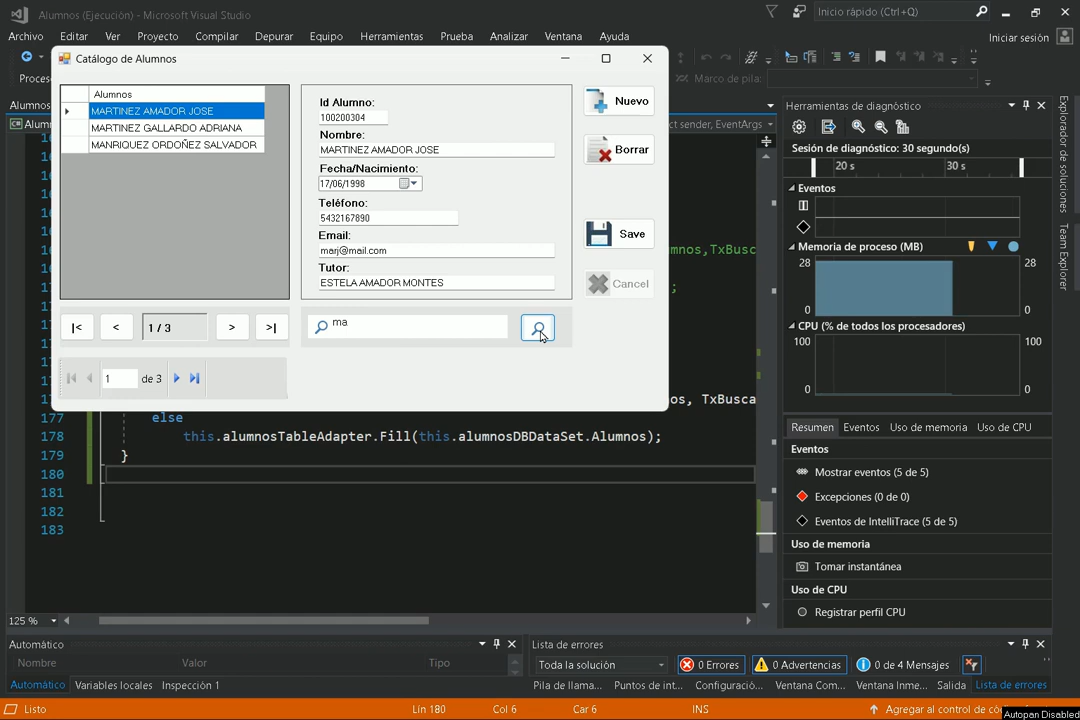 Alumnos (Ejecución) - Microsoft Visual Studio
Inicio rápido (Ctrl+Q)
Archivo Editar Ver Proyecto Compilar Depurar Equipo Herramientas Prueba Analizar Ventana Ayuda
Iniciar sesión
Proces
Marco de pila:
Catálogo de Alumnos
Alumnos
MARTINEZ AMADOR JOSE
MARTINEZ GALLARDO ADRIANA
MANRIQUEZ ORDOÑEZ SALVADOR
Id Alumno:
100200304
Nombre:
MARTINEZ AMADOR JOSE
Fecha/Nacimiento:
17/06/1998
Teléfono:
5432167890
Email:
marj@mail.com
Tutor:
ESTELA AMADOR MONTES
Nuevo
Borrar
Save
Cancel
|< < 1 / 3 > >|
ma
1 de 3
Alumnos
Alumn
ct sender, EventArgs
mnos,TxBusc
;
os, TxBusca
177 else
178 this.alumnosTableAdapter.Fill(this.alumnosDBDataSet.Alumnos);
179 }
180
181
182
183
125 %
Herramientas de diagnóstico
Sesión de diagnóstico: 30 segundo(s)
20 s 30 s
Eventos
Memoria de proceso (MB)
28 28
0 0
CPU (% de todos los procesadores)
100 100
0 0
Resumen Eventos Uso de memoria Uso de CPU
Eventos
Mostrar eventos (5 de 5)
Excepciones (0 de 0)
Eventos de IntelliTrace (5 de 5)
Uso de memoria
Tomar instantánea
Uso de CPU
Registrar perfil CPU
Explorador de soluciones
Team Explorer
Automático
Nombre Valor Tipo
Automático Variables locales Inspección 1
Lista de errores
Toda la solución 0 Errores 0 Advertencias 0 de 4 Mensajes
Pila de llama... Puntos de int... Configuració... Ventana Com... Ventana Inme... Salida Lista de errores
Listo Lín 180 Col 6 Car 6 INS Agregar al control de có
Autopan Disabled